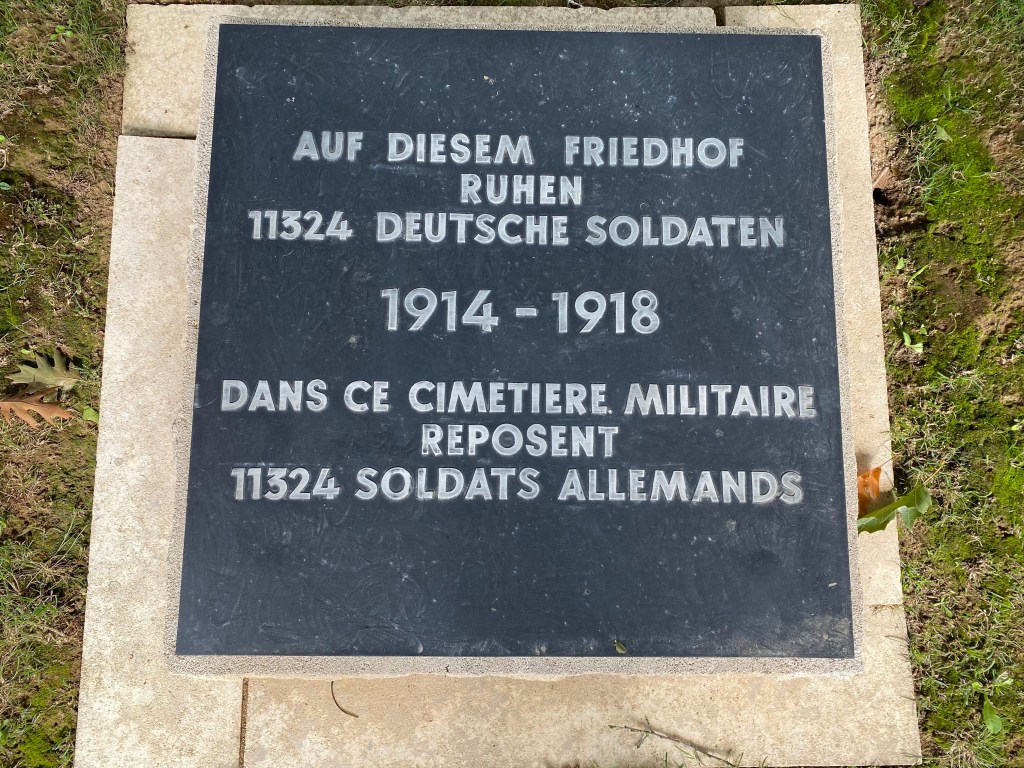 AUF DIESEM FRIEDHOF
RUHEN
11324 DEUTSCHE SOLDATEN
1914 - 1918
DANS CE CIMETIERE MILITAIRE
REPOSENT
11324 SOLDATS ALLEMANDS